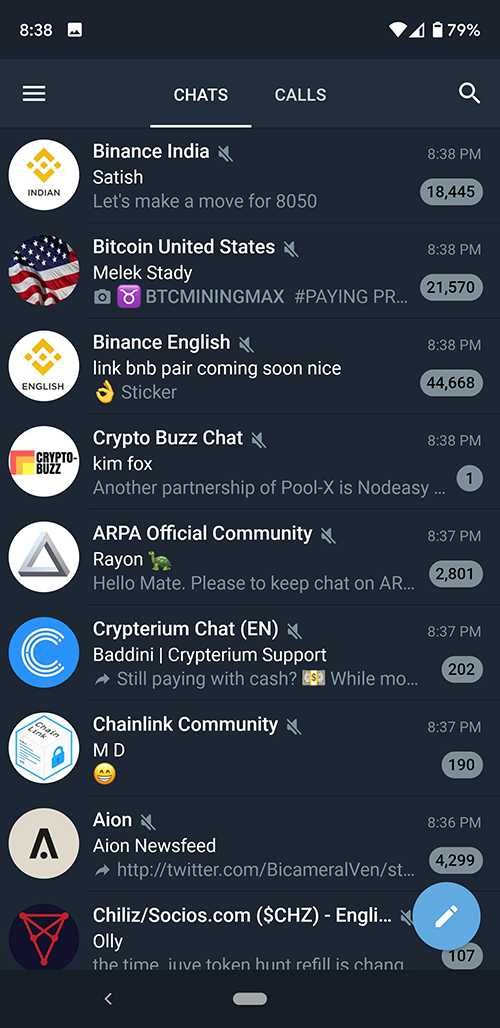 8:38
79%
CHATS
CALLS
Binance India
8:38 PM
INDIAN
Satish
Let's make a move for 8050
18,445
Bitcoin United States
8:38 PM
Melek Stady
♉ BTCMININGMAX #PAYING PR...
21,570
Binance English
8:38 PM
ENGLISH
link bnb pair coming soon nice
👌 Sticker
44,668
Crypto Buzz Chat
8:38 PM
CRYPTO-
BUZZ
kim fox
Another partnership of Pool-X is Nodeasy ...
1
ARPA Official Community
8:37 PM
Rayon 🐢
Hello Mate. Please to keep chat on AR...
2,801
Crypterium Chat (EN)
8:37 PM
Baddini | Crypterium Support
Still paying with cash? 💵 While mo...
202
Chainlink Community
8:37 PM
Chain
Link
M D
😁
190
Aion
8:36 PM
Aion Newsfeed
http://twitter.com/BicameralVen/st...
4,299
Chiliz/Socios.com ($CHZ) - Engli...
Olly
the time, juve token hunt refill is chang...
107